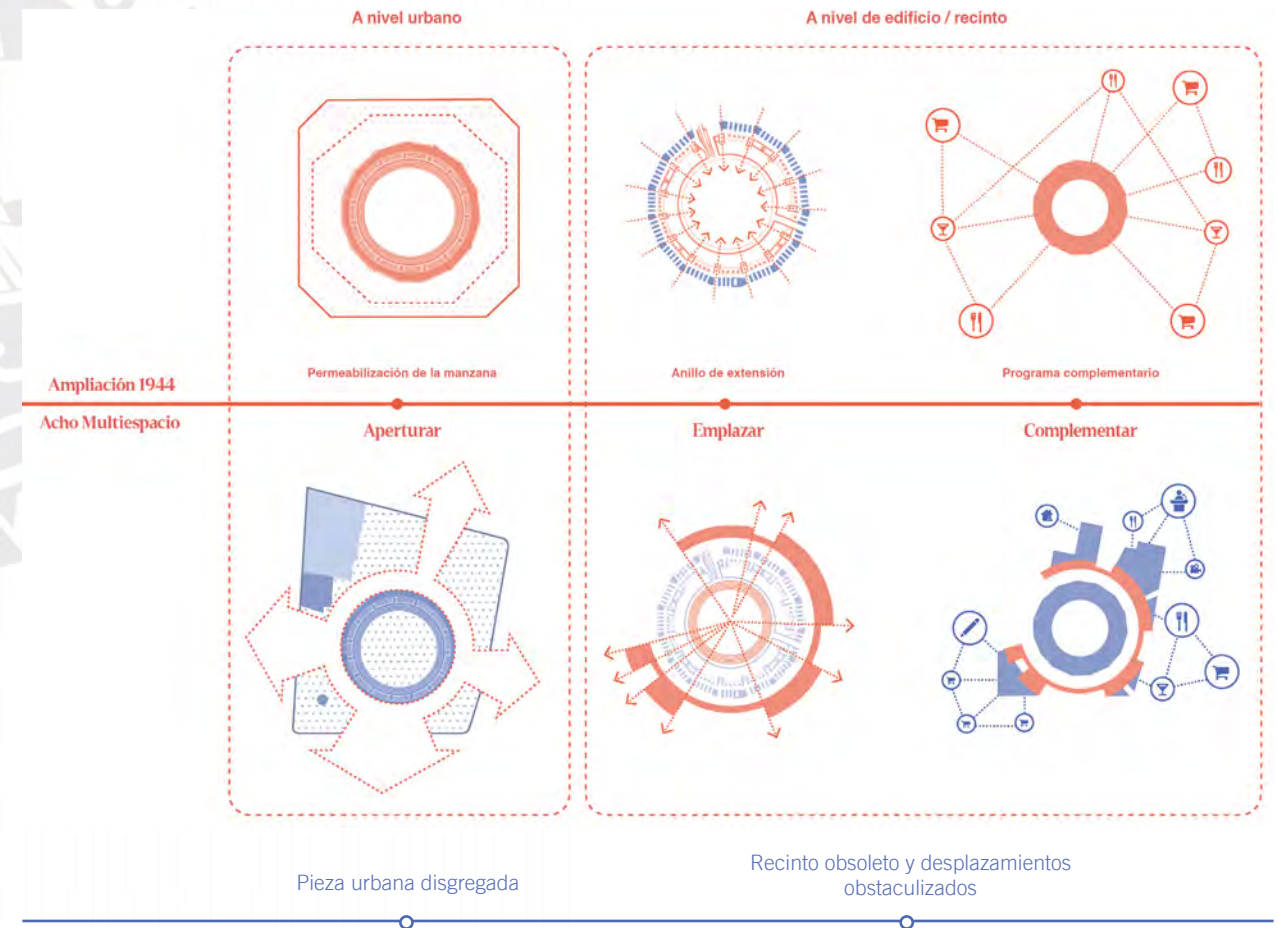 A nivel urbano
A nivel de edificio / recinto
Permeabilización de la manzana
Anillo de extensión
Programa complementario
Ampliación 1944
Acho Multiespacio
Aperturar
Emplazar
Complementar
Pieza urbana disgregada
Recinto obsoleto y desplazamientos
obstaculizados